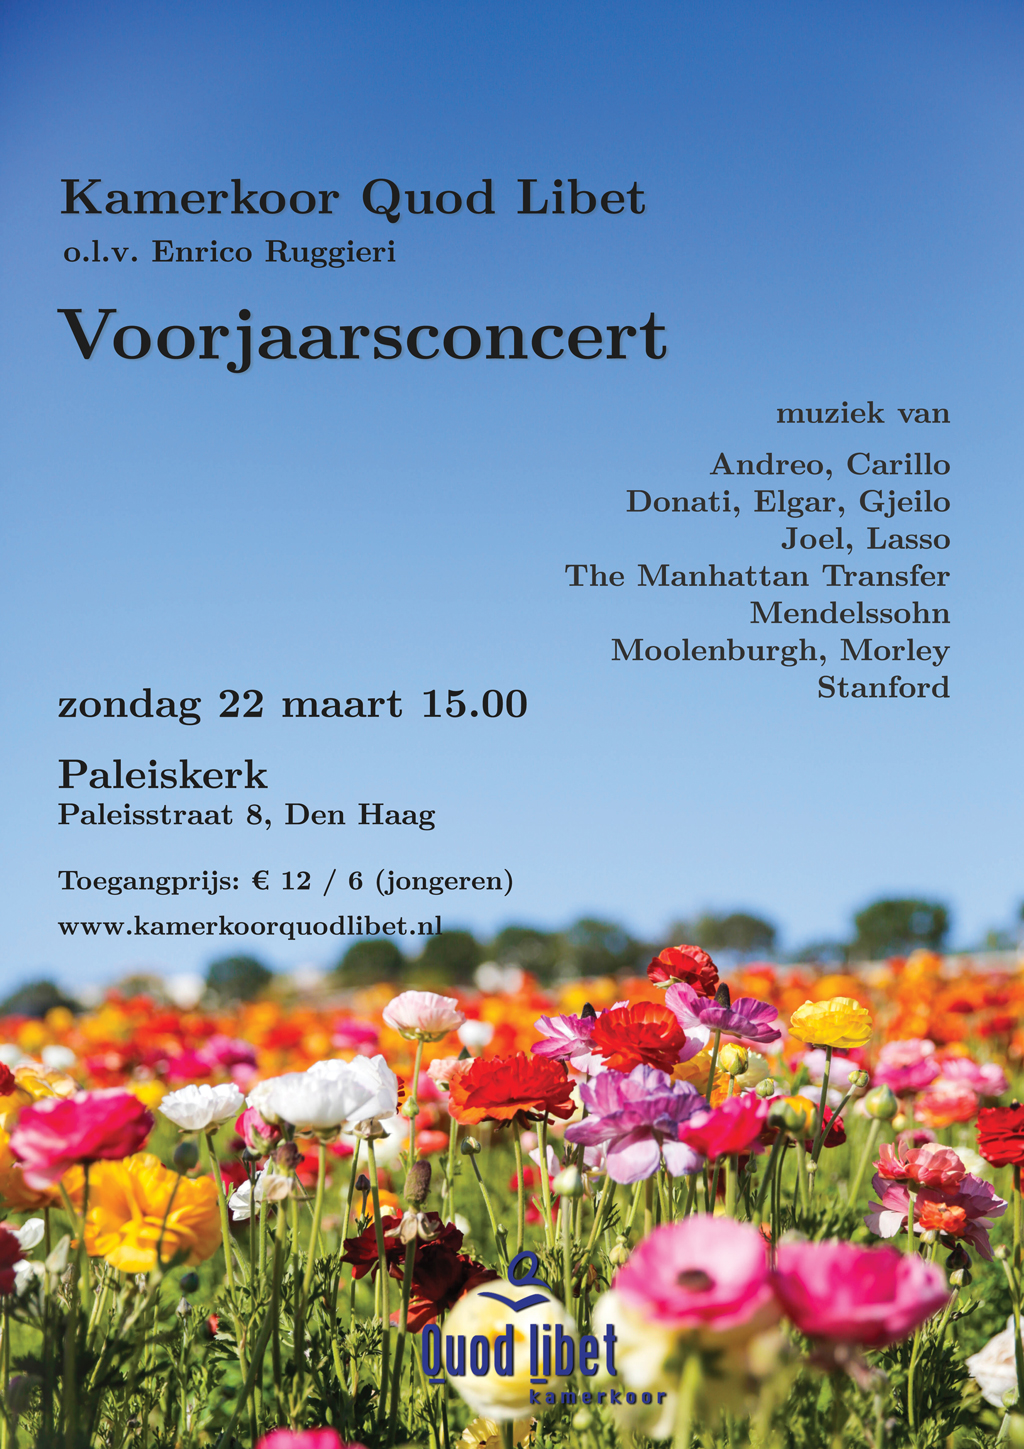 Kamerkoor Quod Libet
o.l.v. Enrico Ruggieri
Voorjaarsconcert
muziek van
Andreo, Carillo
Donati, Elgar, Gjeilo
Joel, Lasso
The Manhattan Transfer
Mendelssohn
Moolenburgh, Morley
Stanford
zondag 22 maart 15.00
Paleiskerk
Paleisstraat 8, Den Haag
Toegangprijs: € 12 / 6 (jongeren)
www.kamerkoorquodlibet.nl
Quod libet
kamerkoor